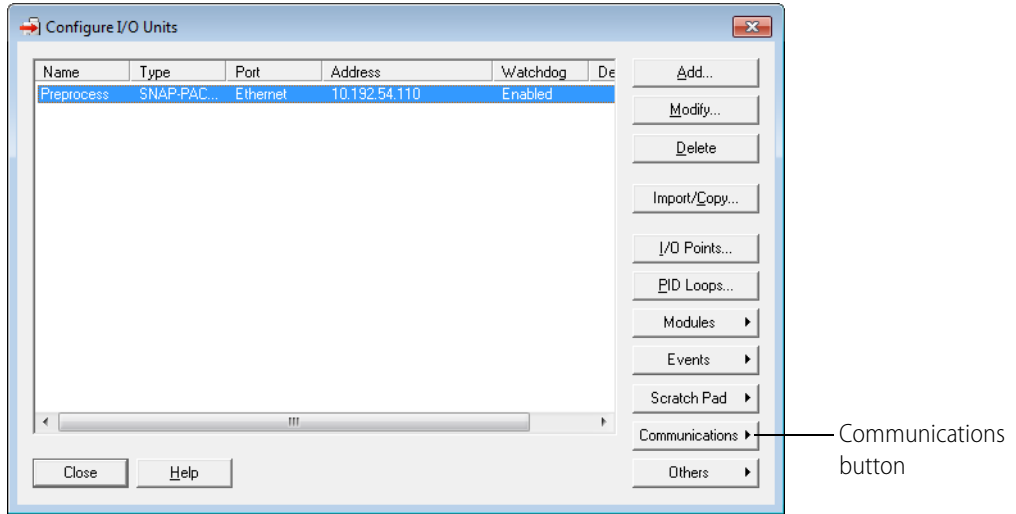 Configure I/O Units
Name Type Port Address Watchdog De
Preprocess SNAP-PAC... Ethernet 10.192.54.110 Enabled
Add...
Modify...
Delete
Import/Copy...
I/O Points...
PID Loops...
Modules
Events
Scratch Pad
Communications
Others
Close Help
Communications
button